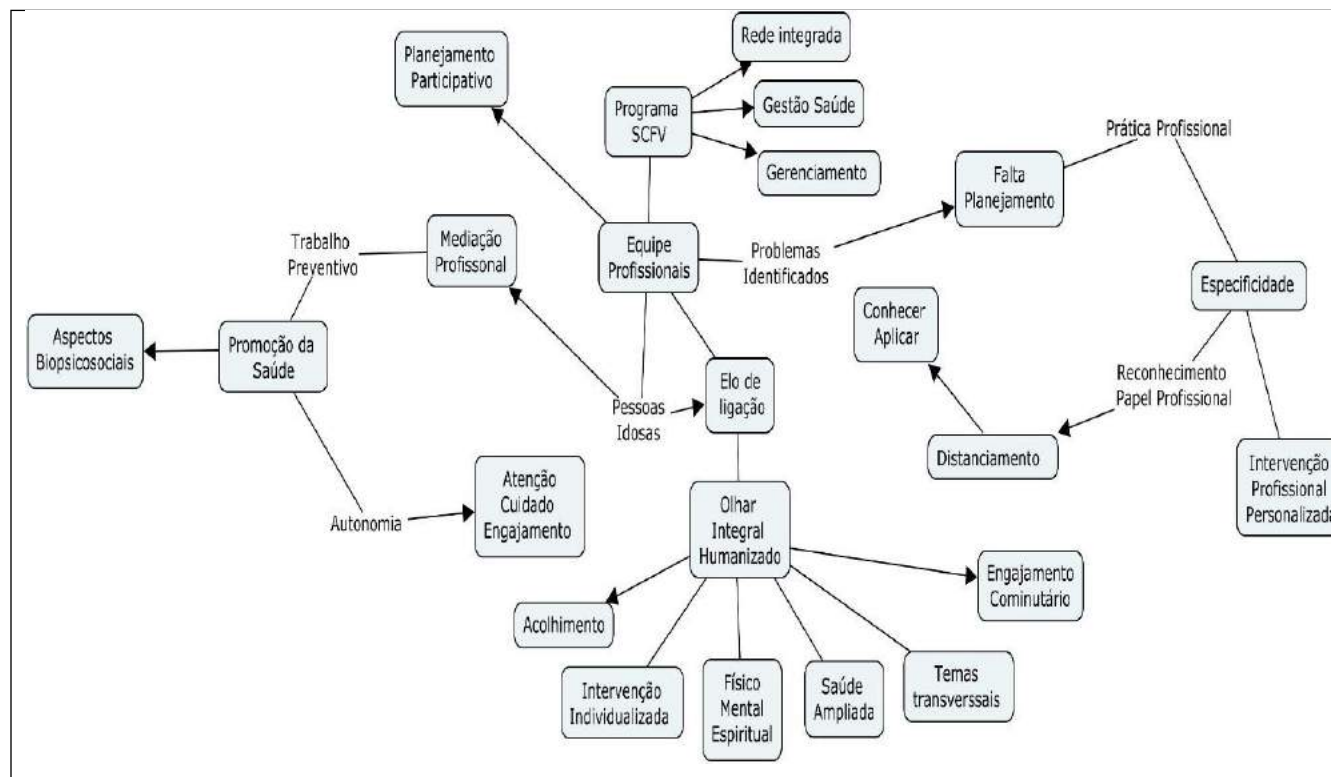 Rede integrada
Planejamento
Participativo
Programa
SCFV
Gestão Saúde
Gerenciamento
Prática Profissional
Falta
Planejamento
Trabalho
Preventivo
Mediação
Profissonal
Equipe
Profissionais
Problemas
Identificados
Especificidade
Conhecer
Aplicar
Aspectos
Biopsicosociais
Promoção da
Saúde
Elo de
ligação
Pessoas
Idosas
Reconhecimento
Papel Profissional
Distanciamento
Intervenção
Profissional
Personalizada
Atenção
Cuidado
Engajamento
Autonomia
Olhar
Integral
Humanizado
Engajamento
Cominutário
Acolhimento
Intervenção
Individualizada
Físico
Mental
Espiritual
Saúde
Ampliada
Temas
transverssais